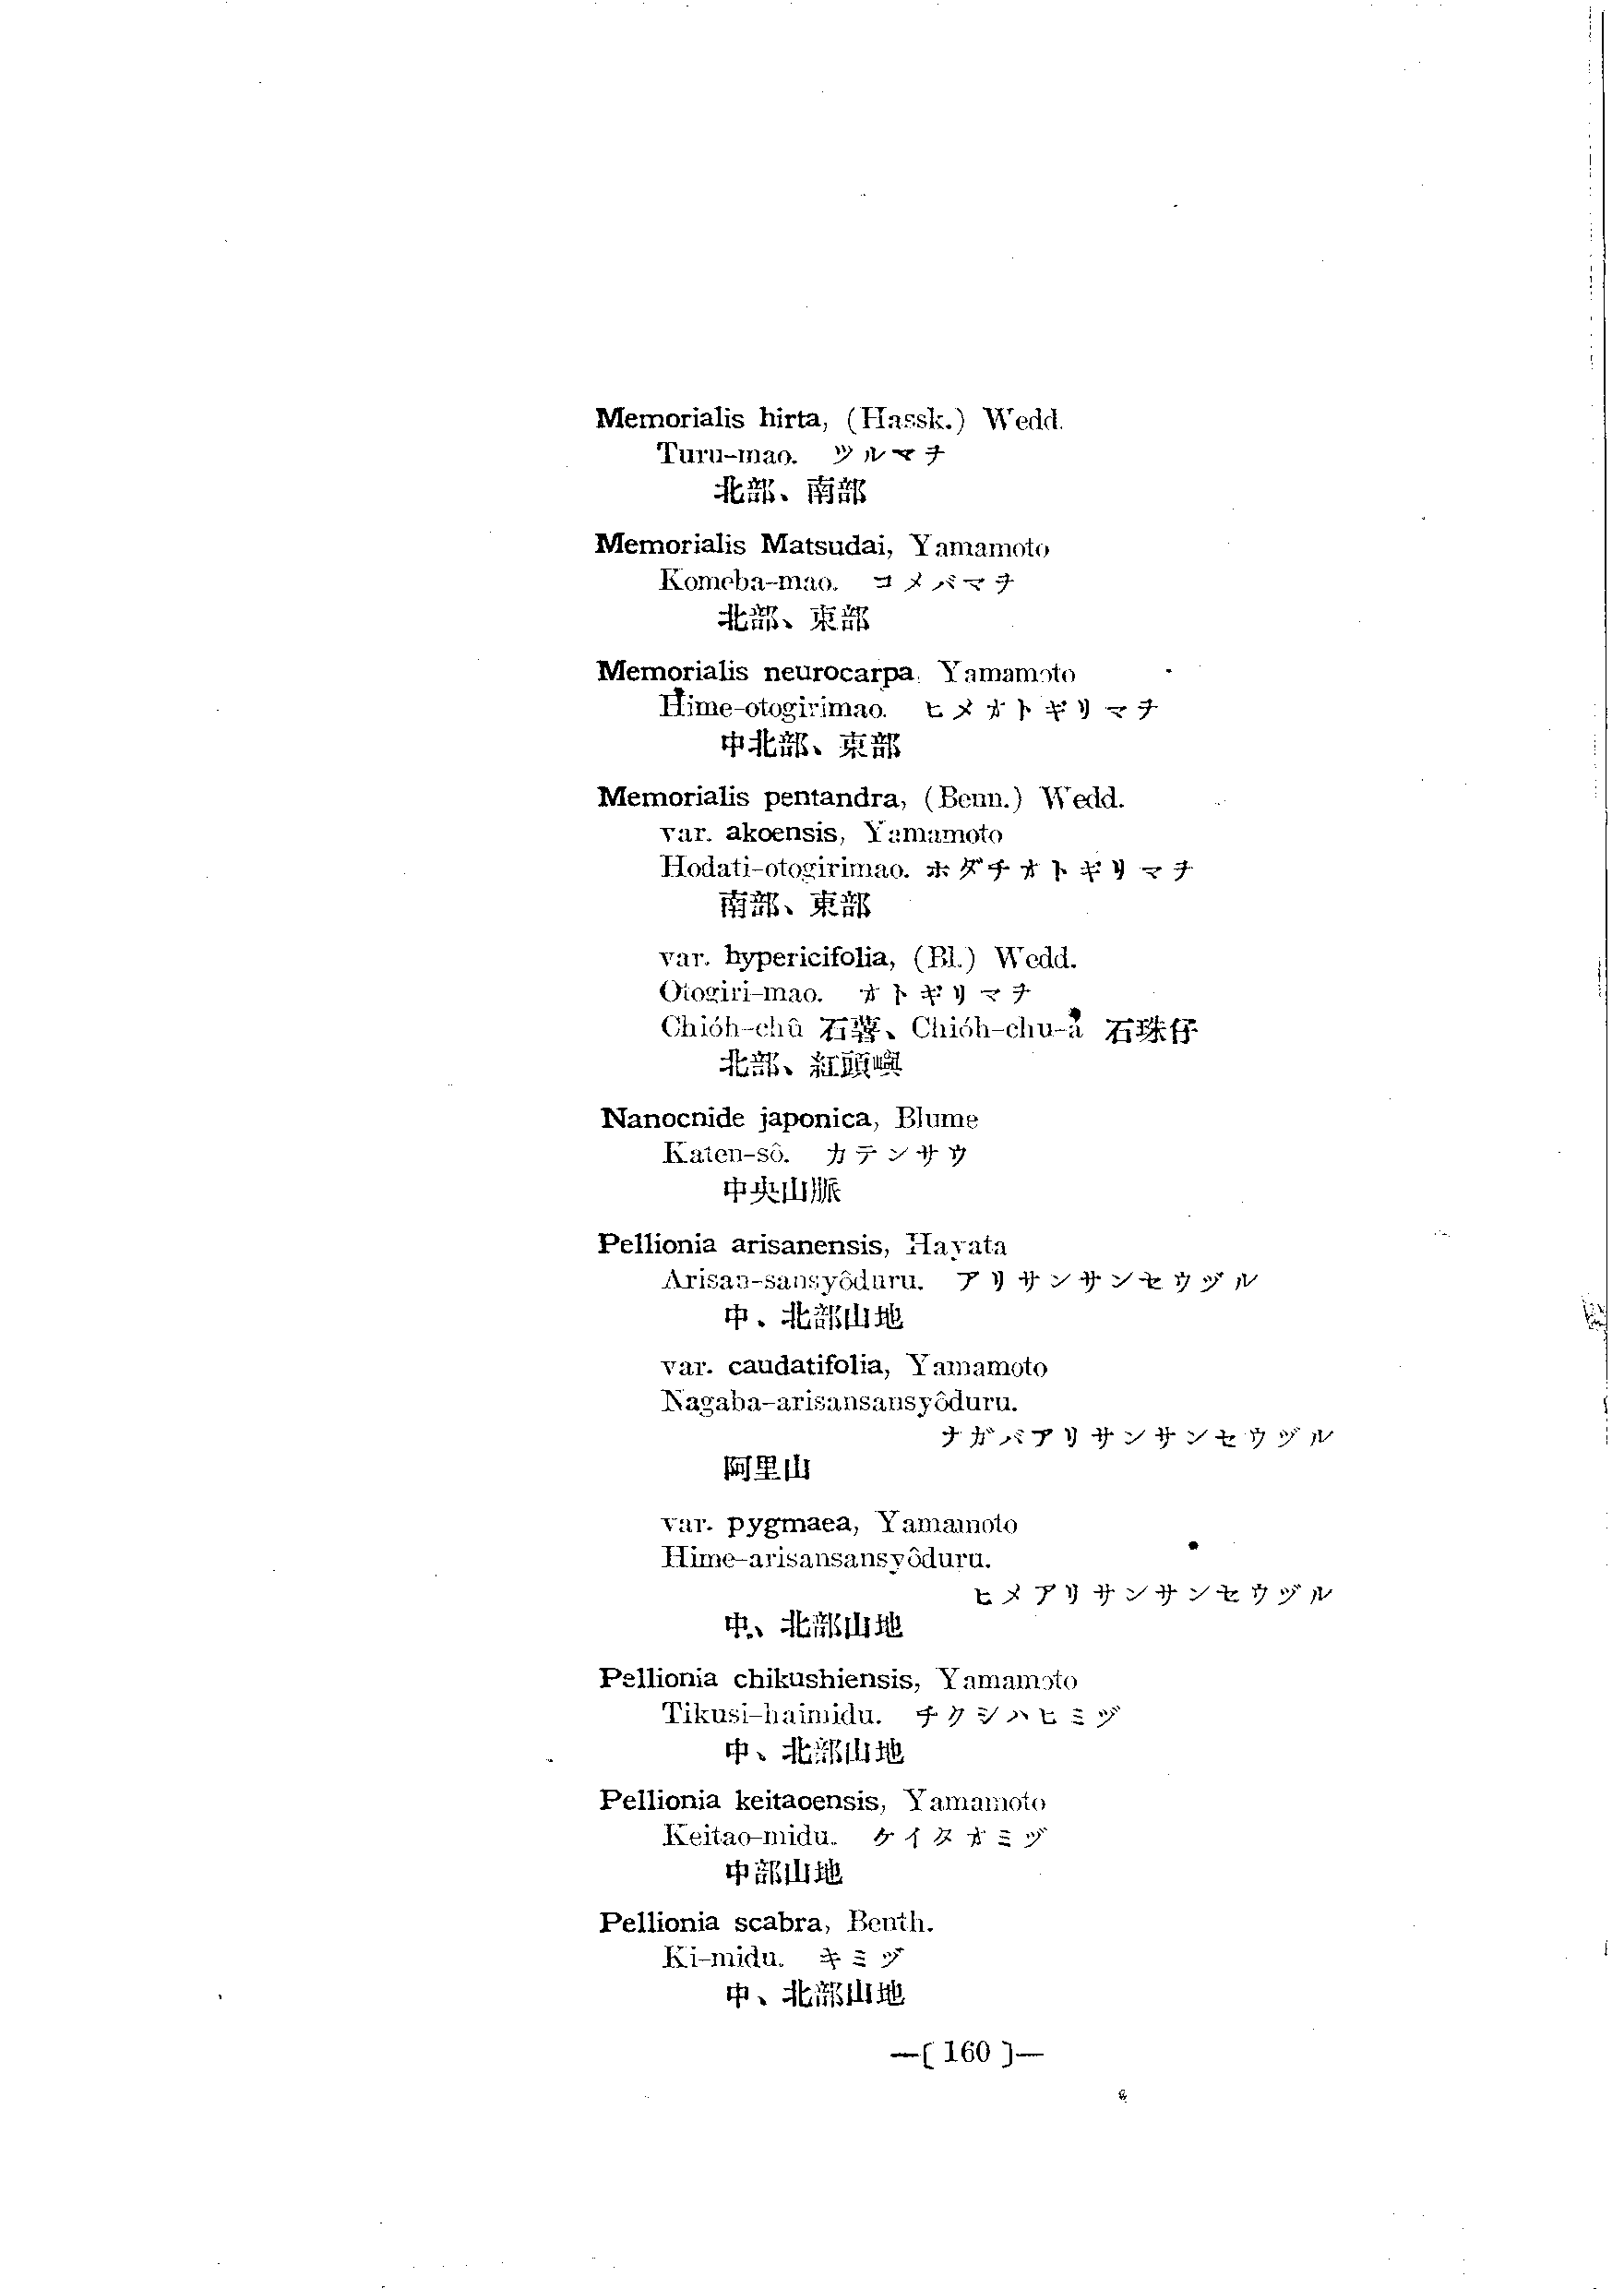 Memorialis hirta, (Hassk.) Wedd.
Turu-mao. ツルマヲ
北部、南部
Memorialis Matsudai, Yamamoto
Komeba-mao. コメバマヲ
北部、東部
Memorialis neurocarpa, Yamamoto
Hime-otogirimao. ヒメオトギリマヲ
中北部、東部
Memorialis pentandra, (Benn.) Wedd.
var. akoensis, Yamamoto
Hodati-otogirimao. ホダチオトギリマヲ
南部、東部
var. hypericifolia, (Bl.) Wedd.
Otogiri-mao. オトギリマヲ
Chióh-chû 石薯、Chióh-chu-á 石珠仔
北部、紅頭嶼
Nanocnide japonica, Blume
Katen-sô. カテンサウ
中央山脈
Pellionia arisanensis, Hayata
Arisan-sansyôduru. アリサンサンセウヅル
中、北部山地
var. caudatifolia, Yamamoto
Nagaba-arisansansyôduru.
ナガバアリサンサンセウヅル
阿里山
var. pygmaea, Yamamoto
Hime-arisansansyôduru.
ヒメアリサンサンセウヅル
中、北部山地
Pellionia chikushiensis, Yamamoto
Tikusi-haimidu. チクシハヒミヅ
中、北部山地
Pellionia keitaoensis, Yamamoto
Keitao-midu. ケイタオミヅ
中部山地
Pellionia scabra, Benth.
Ki-midu. キミヅ
中、北部山地
—( 160 )—